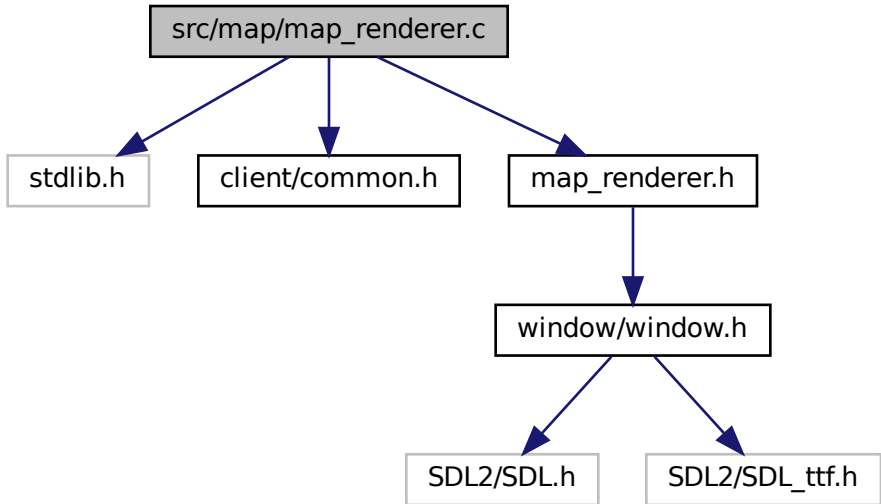 src/map/map_renderer.c
stdlib.h
client/common.h
map_renderer.h
window/window.h
SDL2/SDL.h
SDL2/SDL_ttf.h